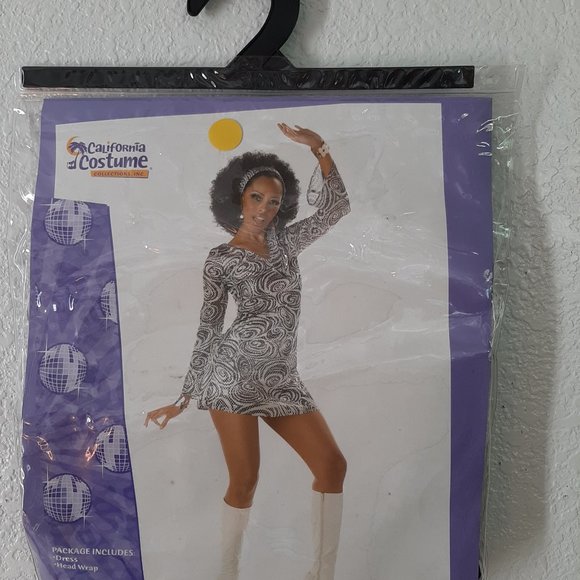 California
Costume
COLLECTIONS, INC.
PACKAGE INCLUDES:
•Dress
•Head Wrap